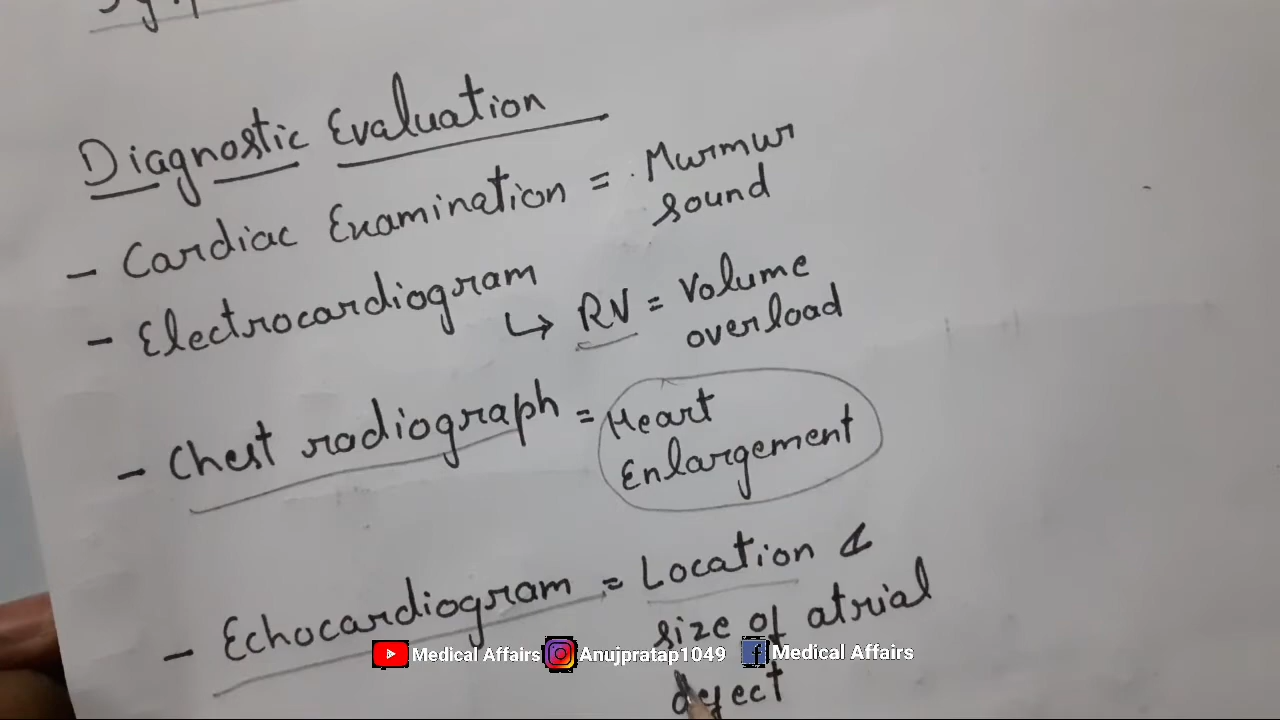 Diagnostic Evaluation
- Cardiac Examination = Murmur
sound
- Electrocardiogram
↳ RV = Volume
overload
- Chest radiograph = Heart
Enlargement
- Echocardiogram = Location &
size of atrial
Medical Affairs Anujpratap1049 Medical Affairs
defect